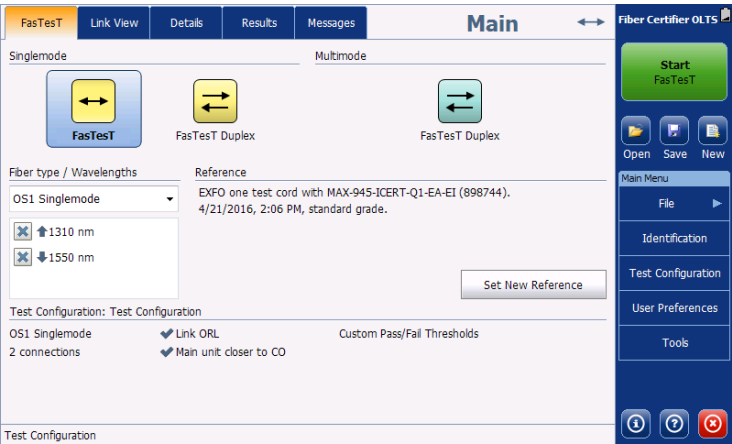 FasTesT
Link View
Details
Results
Messages
Main
Fiber Certifier OLTS
Singlemode
Multimode
FasTesT
FasTesT Duplex
FasTesT Duplex
Start
FasTesT
Open
Save
New
Fiber type / Wavelengths
Reference
OS1 Singlemode
EXFO one test cord with MAX-945-ICERT-Q1-EA-EI (898744).
4/21/2016, 2:06 PM, standard grade.
1310 nm
1550 nm
Set New Reference
Main Menu
File
Identification
Test Configuration
User Preferences
Tools
Test Configuration: Test Configuration
OS1 Singlemode
Link ORL
Custom Pass/Fail Thresholds
2 connections
Main unit closer to CO
Test Configuration